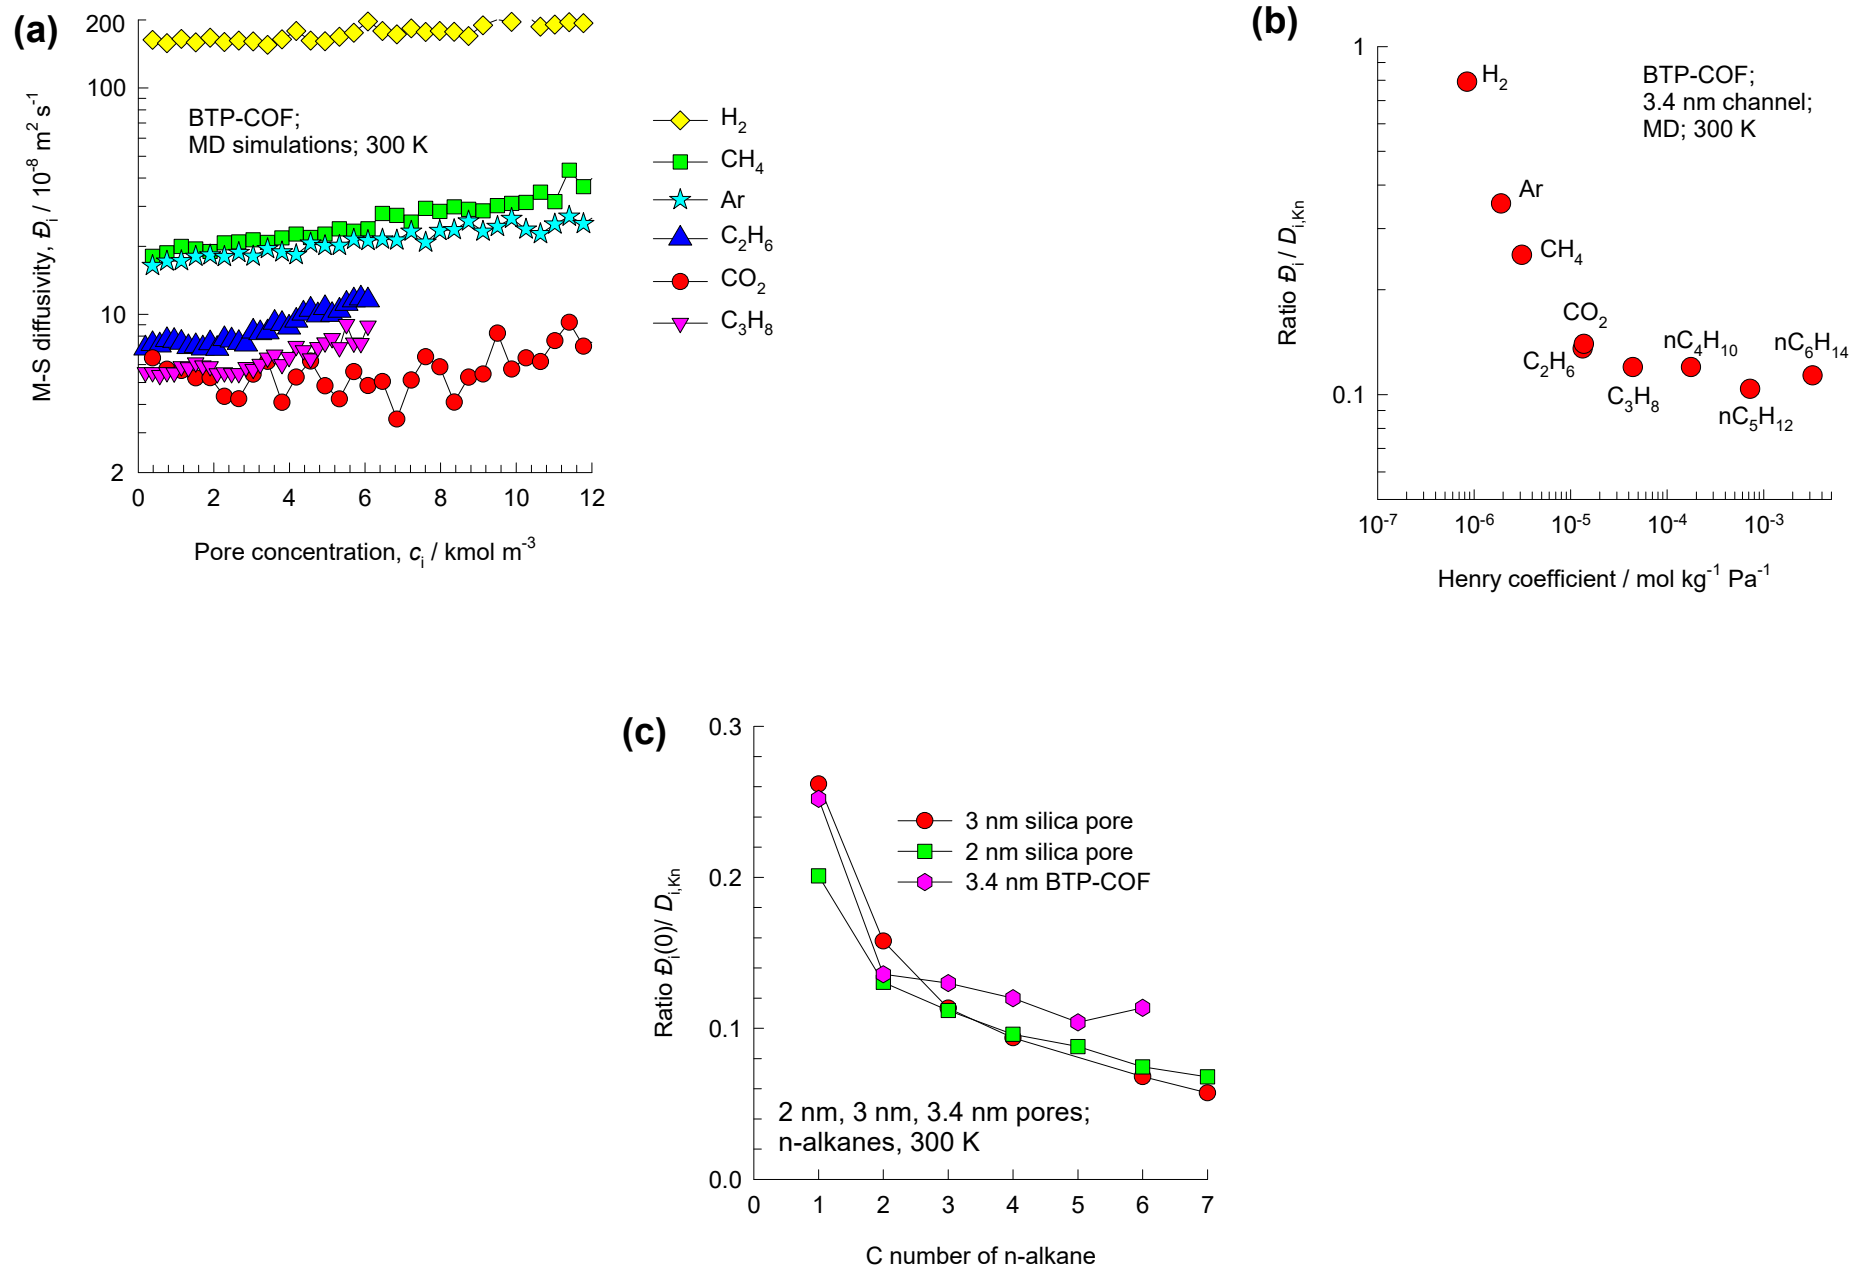 (a)
200
100
10
2
M-S diffusivity, Đi / 10-8 m2 s-1
BTP-COF;
MD simulations; 300 K
0 2 4 6 8 10 12
Pore concentration, ci / kmol m-3
H2
CH4
Ar
C2H6
CO2
C3H8
(b)
1
0.1
Ratio Đi / Di,Kn
BTP-COF;
3.4 nm channel;
MD; 300 K
H2
Ar
CH4
CO2
C2H6
C3H8
nC4H10
nC5H12
nC6H14
10-7 10-6 10-5 10-4 10-3
Henry coefficient / mol kg-1 Pa-1
(c)
0.3
0.2
0.1
0.0
Ratio Đi(0)/ Di,Kn
3 nm silica pore
2 nm silica pore
3.4 nm BTP-COF
2 nm, 3 nm, 3.4 nm pores;
n-alkanes, 300 K
0 1 2 3 4 5 6 7
C number of n-alkane